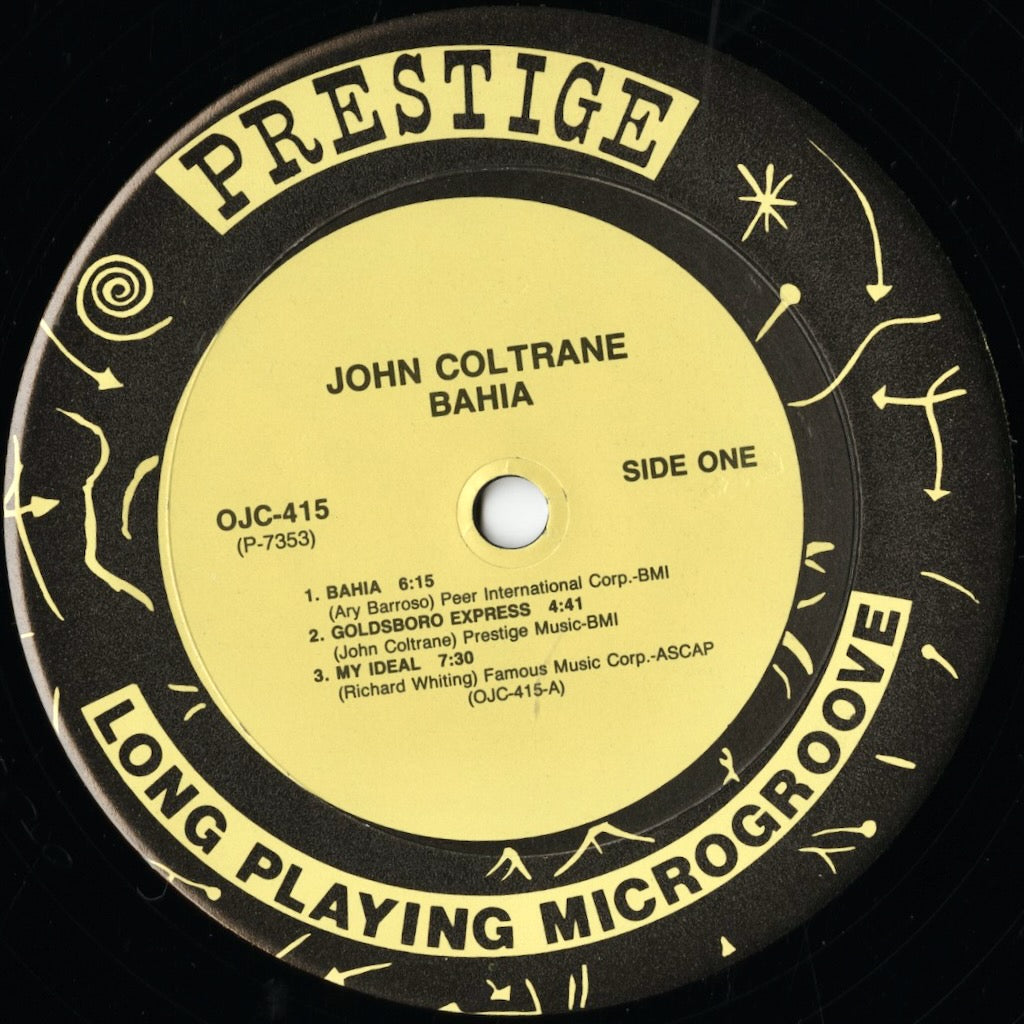 PRESTIGE
JOHN COLTRANE
BAHIA
SIDE ONE
OJC-415
(P-7353)
1. BAHIA 6:15
(Ary Barroso) Peer International Corp.-BMI
2. GOLDSBORO EXPRESS 4:41
(John Coltrane) Prestige Music-BMI
3. MY IDEAL 7:30
(Richard Whiting) Famous Music Corp.-ASCAP
(OJC-415-A)
LONG PLAYING MICROGROOVE